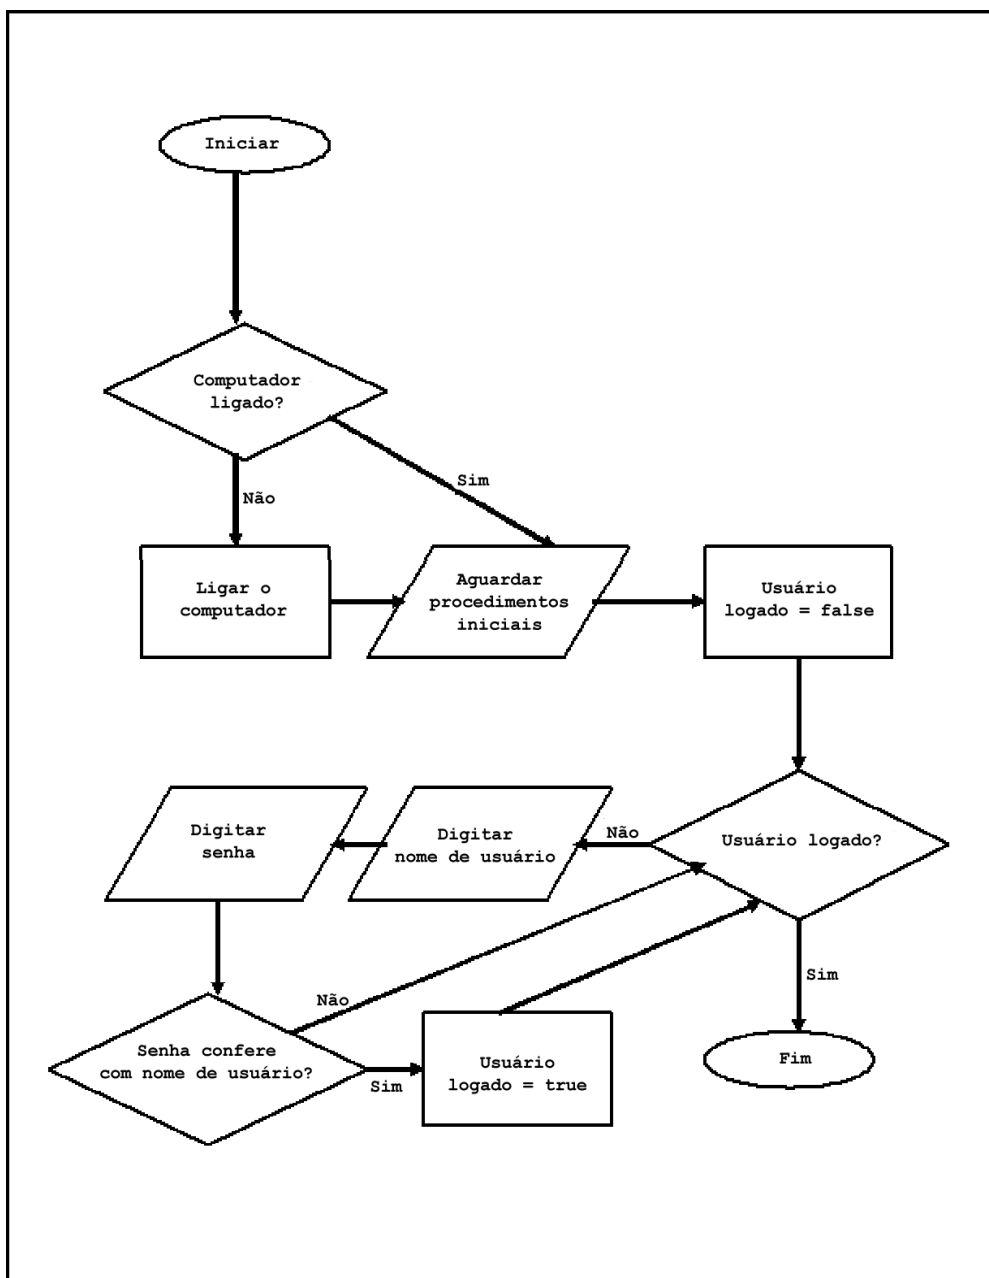 Iniciar
Computador
ligado?
Sim
Não
Ligar o
computador
Aguardar
procedimentos
iniciais
Usuário
logado = false
Usuário logado?
Não
Digitar
nome de usuário
Digitar
senha
Sim
Não
Senha confere
com nome de usuário?
Sim
Usuário
logado = true
Fim